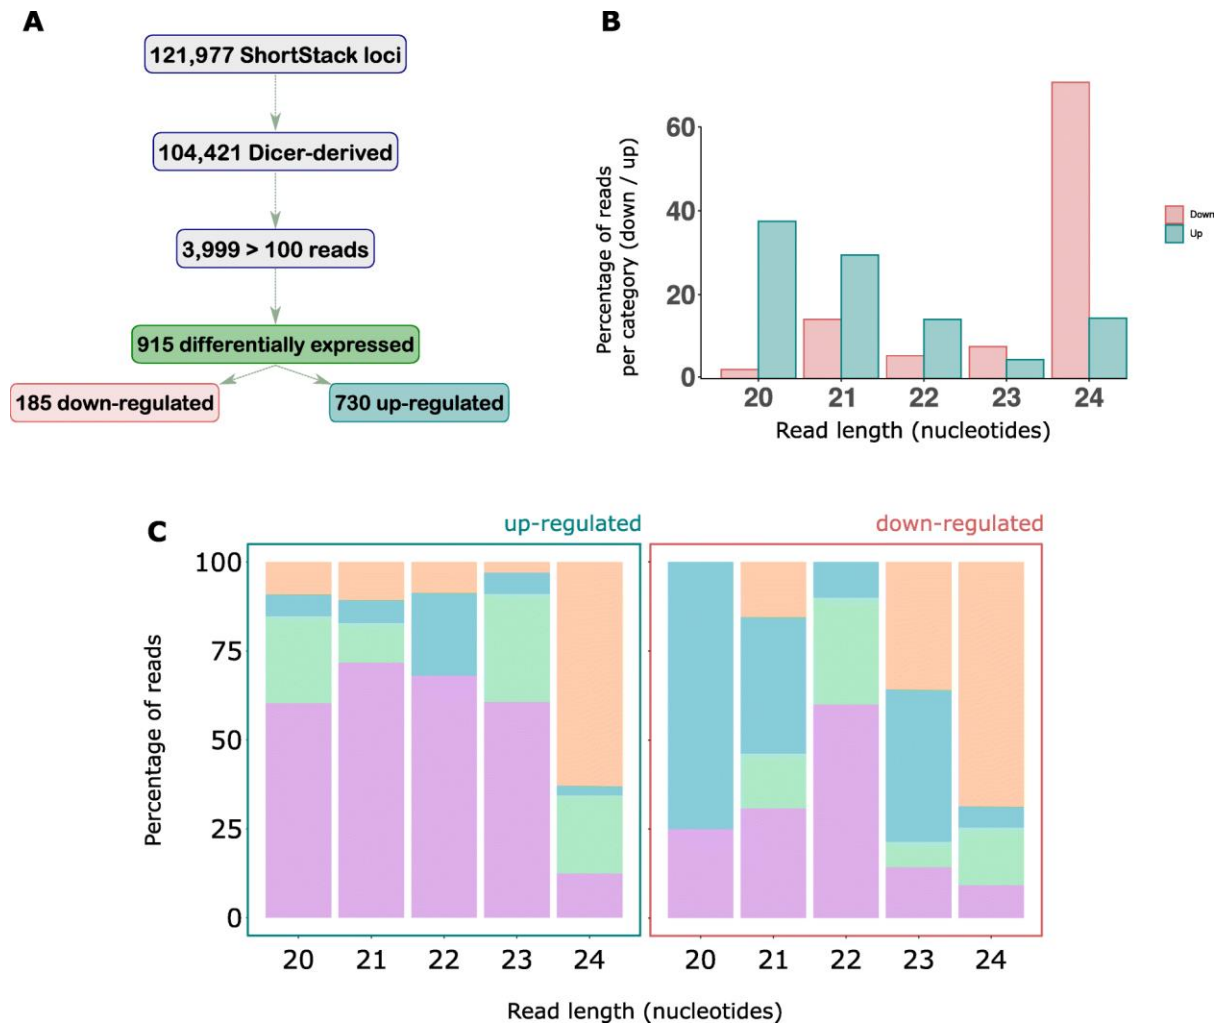 A
121,977 ShortStack loci
104,421 Dicer-derived
3,999 > 100 reads
915 differentially expressed
185 down-regulated
730 up-regulated
B
Percentage of reads
per category (down / up)
60
40
20
0
20 21 22 23 24
Read length (nucleotides)
Down
Up
C
up-regulated
down-regulated
Percentage of reads
100
75
50
25
0
20 21 22 23 24
20 21 22 23 24
Read length (nucleotides)